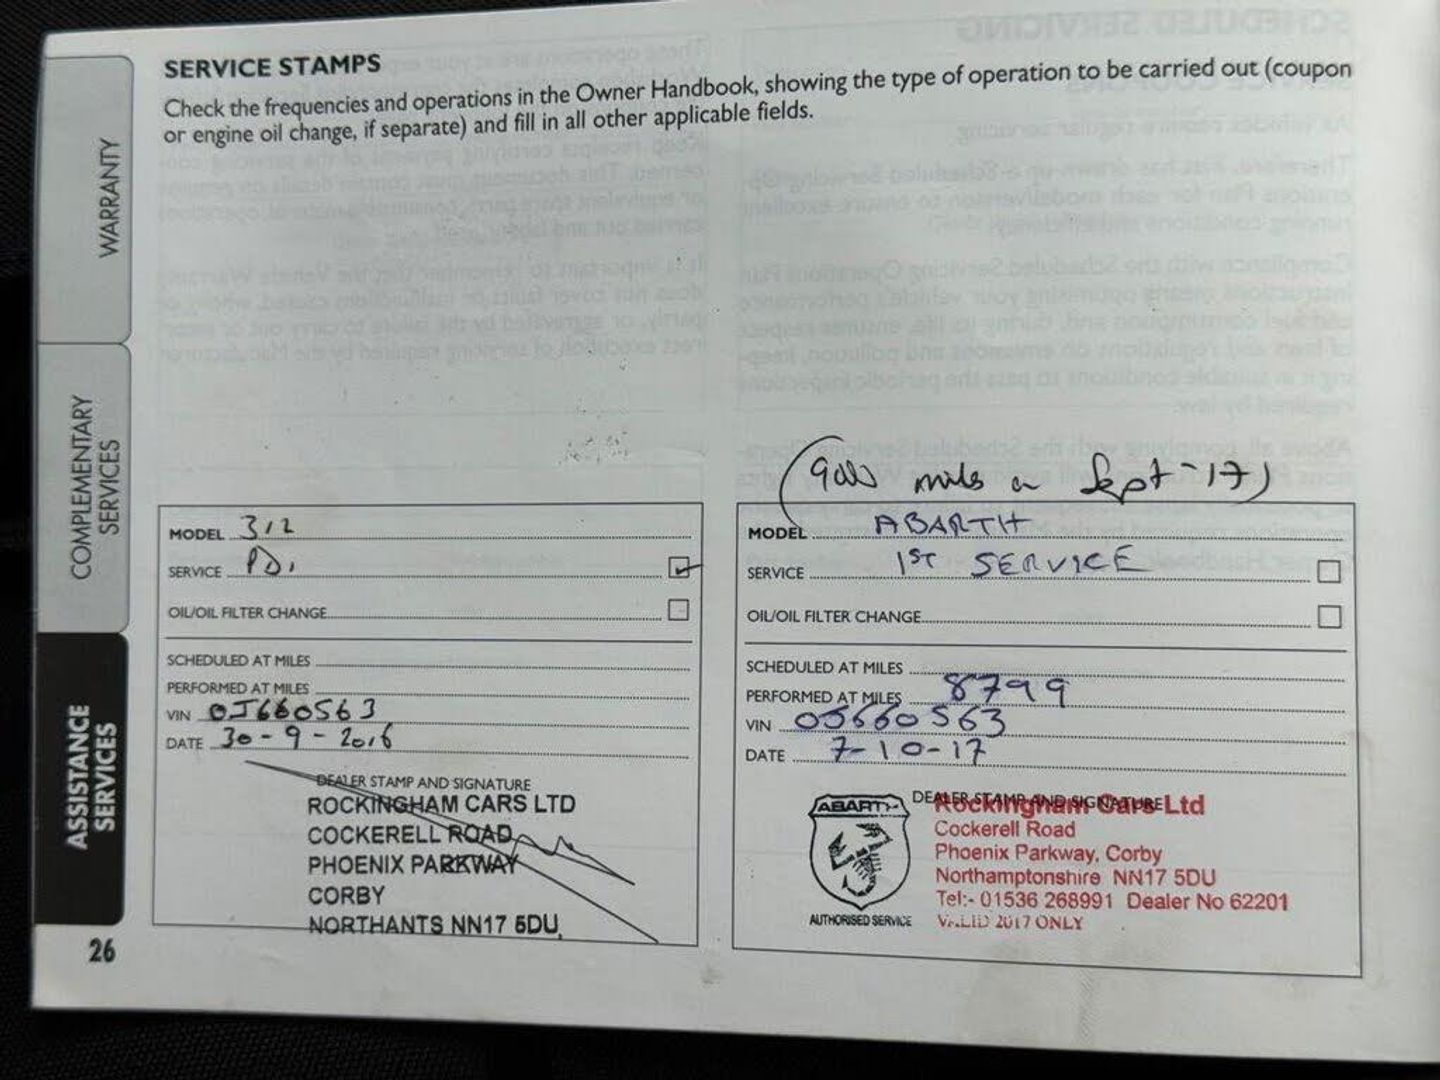 SERVICE STAMPS
Check the frequencies and operations in the Owner Handbook, showing the type of operation to be carried out (coupon
or engine oil change, if separate) and fill in all other applicable fields.
WARRANTY
COMPLEMENTARY
SERVICES
ASSISTANCE
SERVICES
26
MODEL 312
SERVICE PDI
OIL/OIL FILTER CHANGE
SCHEDULED AT MILES
PERFORMED AT MILES
VIN 0J660563
DATE 30-9-2016
DEALER STAMP AND SIGNATURE
ROCKINGHAM CARS LTD
COCKERELL ROAD
PHOENIX PARKWAY
CORBY
NORTHANTS NN17 5DU
miles Sept-17)
MODEL ABARTH
SERVICE 1ST SERVICE
OIL/OIL FILTER CHANGE
SCHEDULED AT MILES
PERFORMED AT MILES 8799
VIN 0J660563
DATE 7-10-17
DEALER STAMP AND SIGNATURE
ABARTH
AUTHORISED SERVICE
Rockingham Cars Ltd
Cockerell Road
Phoenix Parkway, Corby
Northamptonshire NN17 5DU
Tel:- 01536 268991 Dealer No 62201
VALID 2017 ONLY